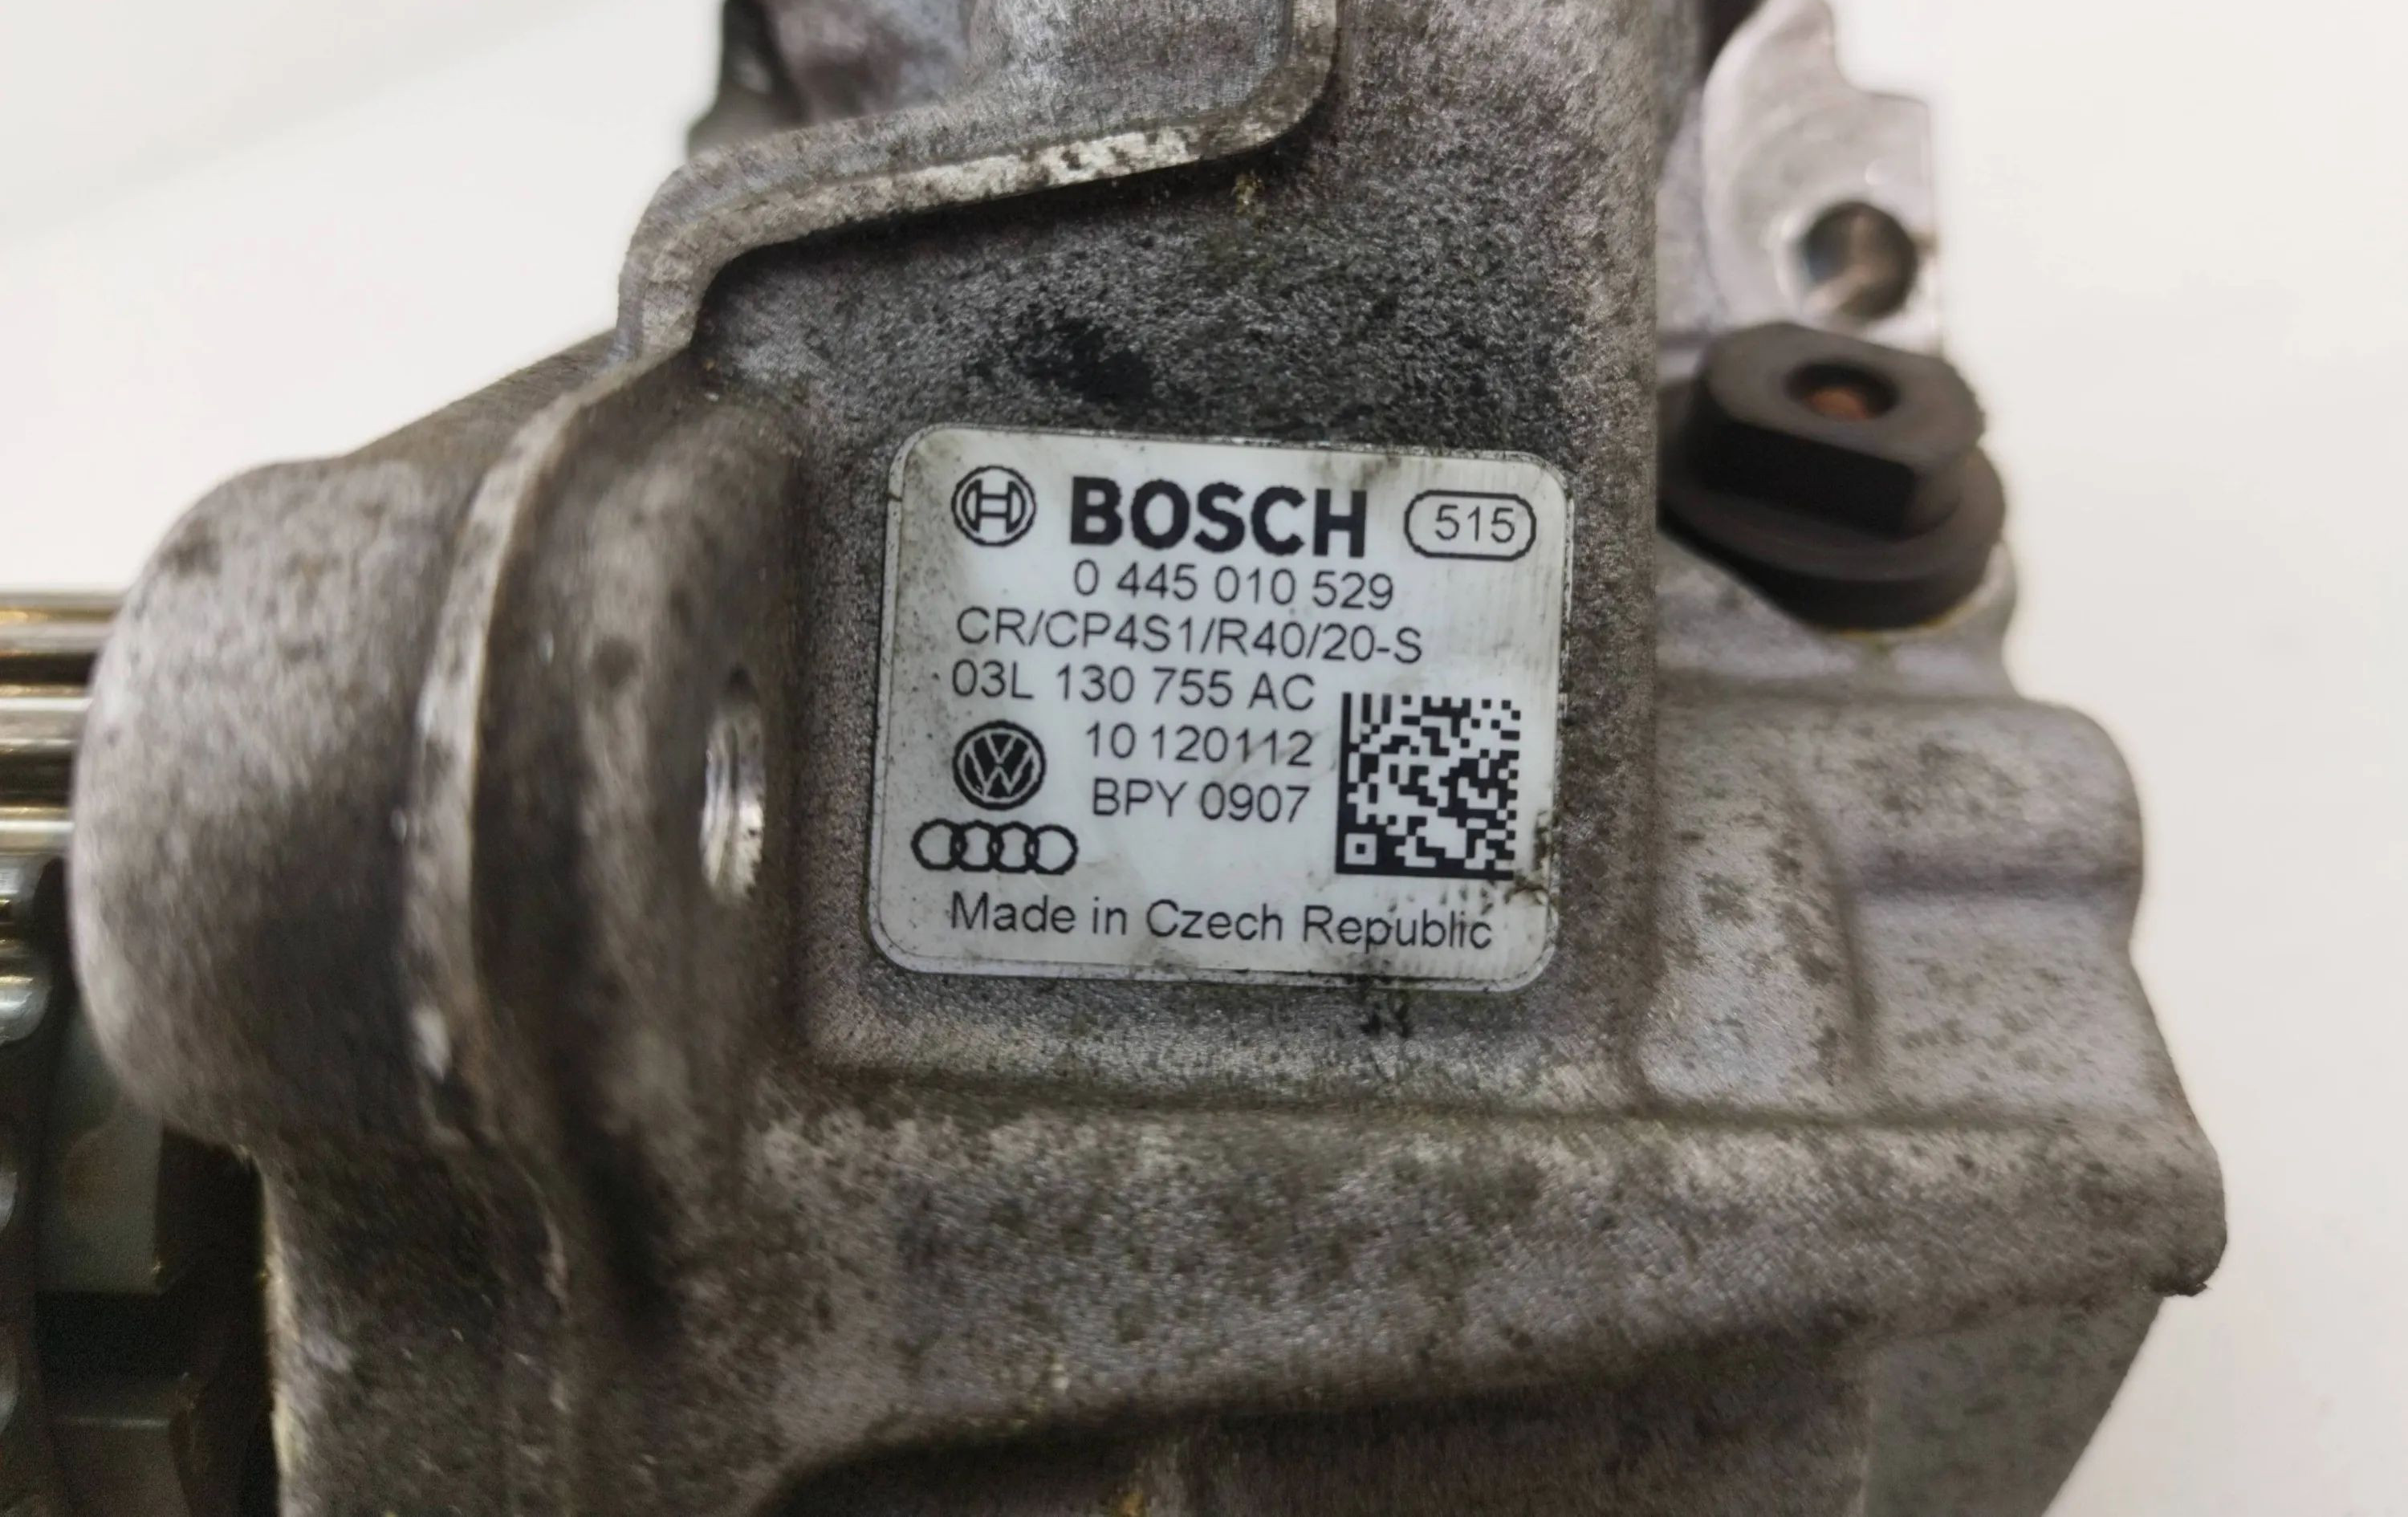 BOSCH 515
0 445 010 529
CR/CP4S1/R40/20-S
03L 130 755 AC
10 120112
BPY 0907
Made in Czech Republic